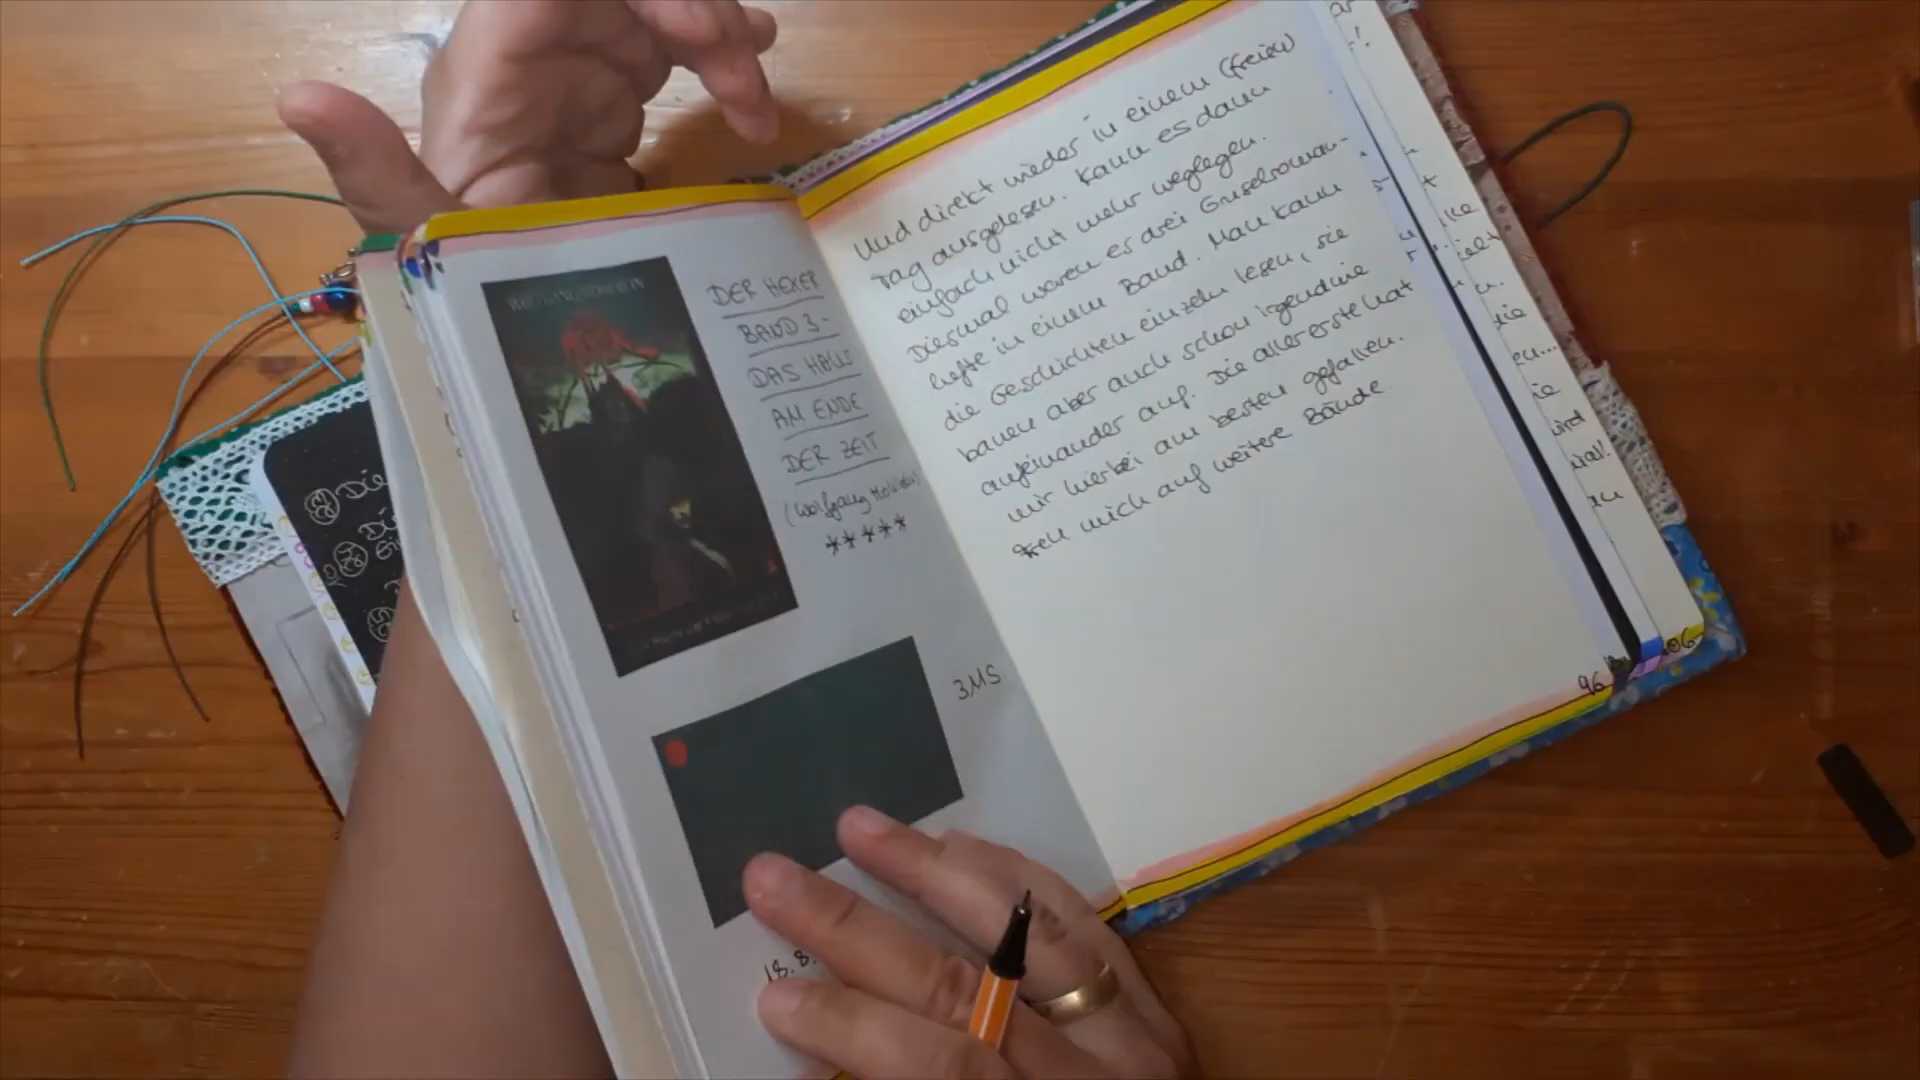 WOLFGANG HOHLBEIN
DER HEXER
BAND 3-
DAS HAUS
AM ENDE
DER ZEIT
(Wolfgang Hohlbein)
*****
3MS.
18.8.
Und direkt wieder in einem (freien)
Tag ausgelesen. Kann es dann
einfach nicht mehr weglegen.
Diesmal waren es drei Gruselroman-
hefte in einem Band. Man kann
die Geschichten einzeln lesen, sie
bauen aber auch schon irgendwie
aufeinander auf. Die allererste hat
mir hierbei am besten gefallen.
Freu mich auf weitere Bände.
96
Die